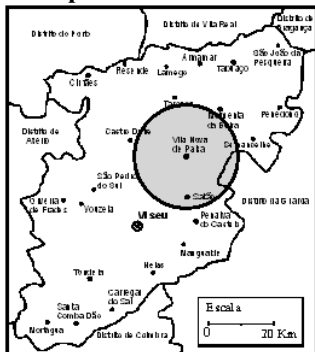 Distrito do Porto
Distrito de Vila Real
Distrito de
Bragança
São João da
Pesqueira
Armamar
Resende
Lamego
Tabuaço
Cinfães
Penedono
Moimenta
da Beira
Distrito de
Aveiro
Castro Daire
Vila Nova
de Paiva
Sernancelhe
São Pedro
do Sul
Oliveira
de Frades
Vouzela
Sátão
Distrito da Guarda
Viseu
Penalva
do Castelo
Mangualde
Nelas
Tondela
Carregal
do Sal
Santa
Comba Dão
Mortágua
Distrito de Coimbra
Escala
0 20 Km